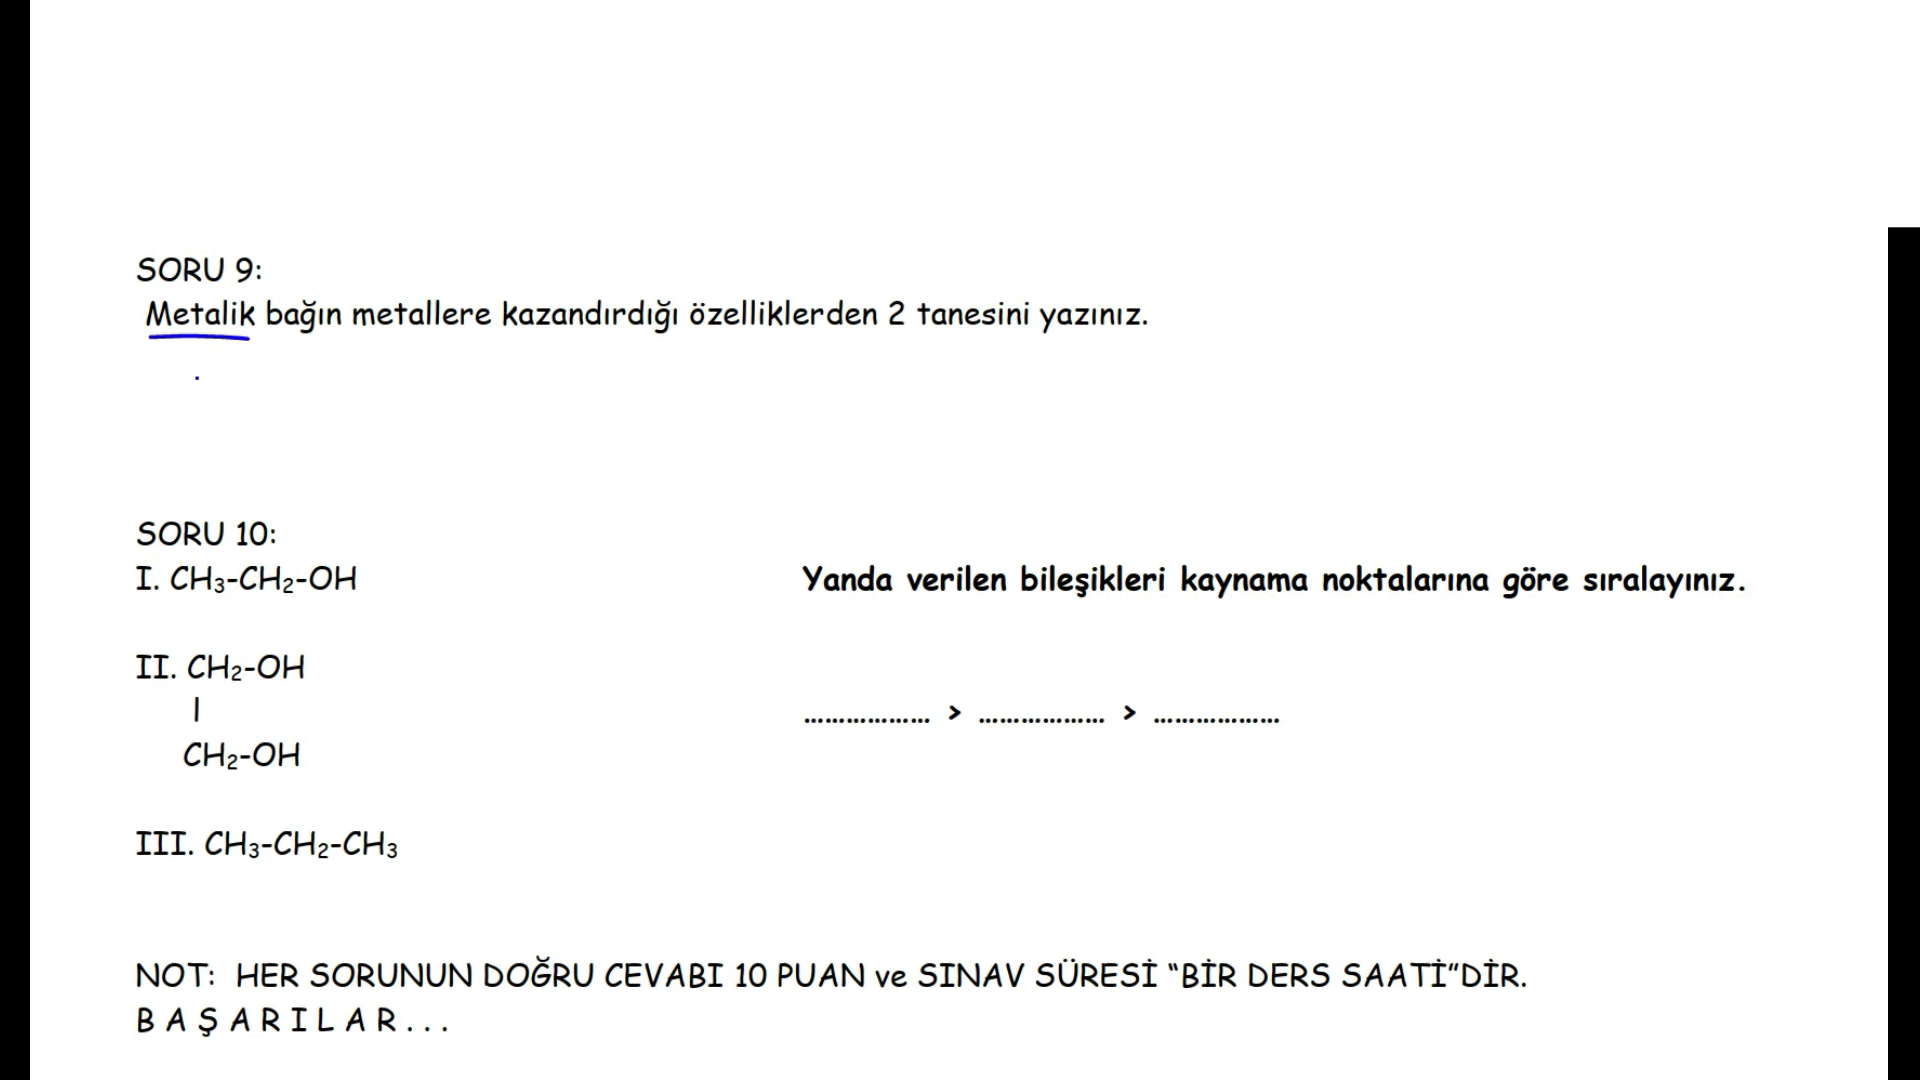 SORU 9:
Metalik bağın metallere kazandırdığı özelliklerden 2 tanesini yazınız.
SORU 10:
I. CH₃-CH₂-OH
Yanda verilen bileşikleri kaynama noktalarına göre sıralayınız.
II. CH₂-OH
|
CH₂-OH
……………… > ……………… > ………………
III. CH₃-CH₂-CH₃
NOT: HER SORUNUN DOĞRU CEVABI 10 PUAN ve SINAV SÜRESİ “BİR DERS SAATİ”DİR.
B A Ş A R I L A R . . .